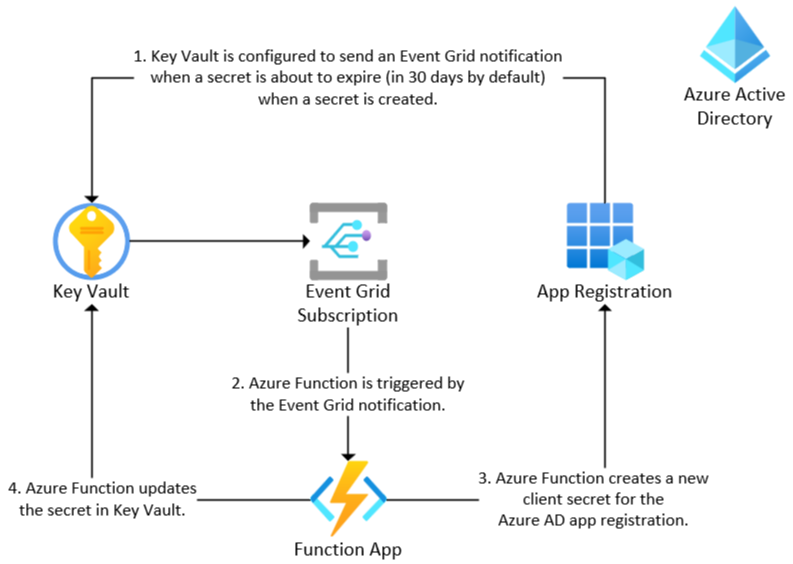 1. Key Vault is configured to send an Event Grid notification
when a secret is about to expire (in 30 days by default)
when a secret is created.
Azure Active
Directory
Key Vault
Event Grid
Subscription
App Registration
2. Azure Function is triggered by
the Event Grid notification.
4. Azure Function updates
the secret in Key Vault.
3. Azure Function creates a new
client secret for the
Azure AD app registration.
Function App